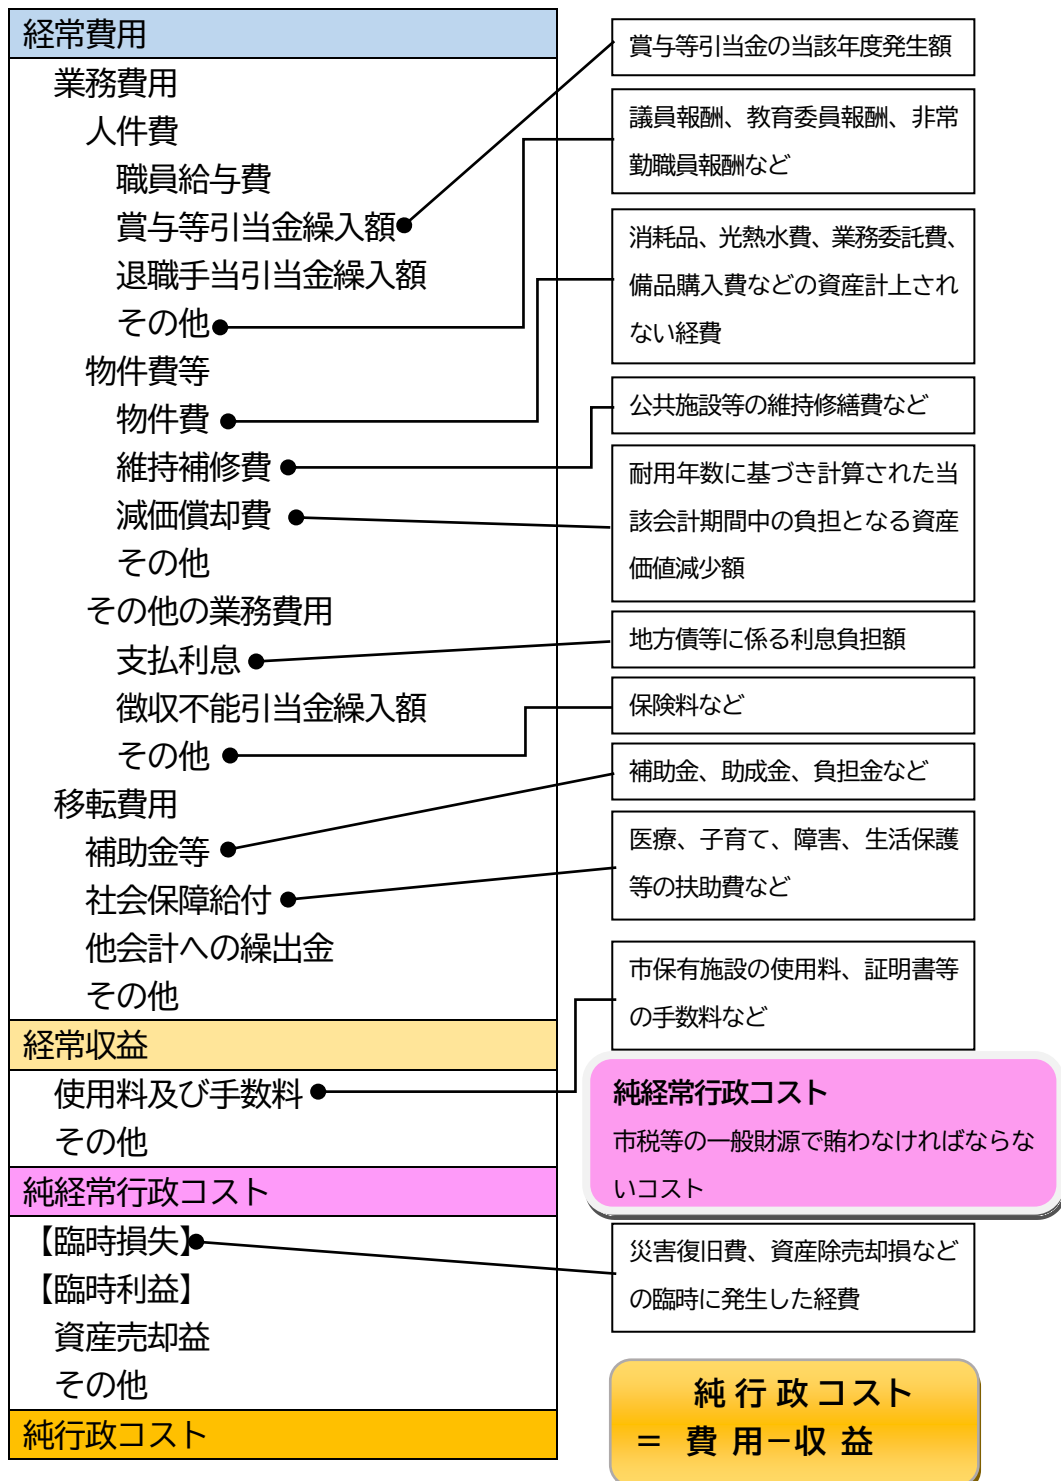 経常費用
業務費用
人件費
職員給与費
賞与等引当金繰入額
退職手当引当金繰入額
その他
物件費等
物件費
維持補修費
減価償却費
その他
その他の業務費用
支払利息
徴収不能引当金繰入額
その他
移転費用
補助金等
社会保障給付
他会計への繰出金
その他
経常収益
使用料及び手数料
その他
純経常行政コスト
【臨時損失】
【臨時利益】
資産売却益
その他
純行政コスト
賞与等引当金の当該年度発生額
議員報酬、教育委員報酬、非常
勤職員報酬など
消耗品、光熱水費、業務委託費、
備品購入費などの資産計上され
ない経費
公共施設等の維持修繕費など
耐用年数に基づき計算された当
該会計期間中の負担となる資産
価値減少額
地方債等に係る利息負担額
保険料など
補助金、助成金、負担金など
医療、子育て、障害、生活保護
等の扶助費など
市保有施設の使用料、証明書等
の手数料など
純経常行政コスト
市税等の一般財源で賄わなければならな
いコスト
災害復旧費、資産除売却損など
の臨時に発生した経費
純行政コスト
＝ 費用－収益